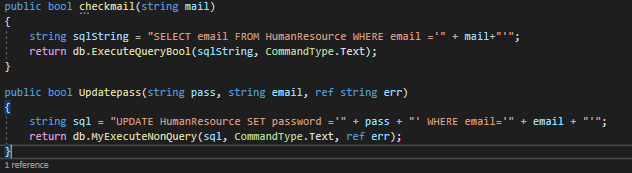 public bool checkmail(string mail)
{
string sqlString = "SELECT email FROM HumanResource WHERE email ='" + mail+"'";
return db.ExecuteQueryBool(sqlString, CommandType.Text);
}
public bool Updatepass(string pass, string email, ref string err)
{
string sql = "UPDATE HumanResource SET password ='" + pass + "' WHERE email='" + email + "'";
return db.MyExecuteNonQuery(sql, CommandType.Text, ref err);
}
1 reference